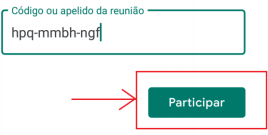 Código ou apelido da reunião
hpq-mmbh-ngf
Participar